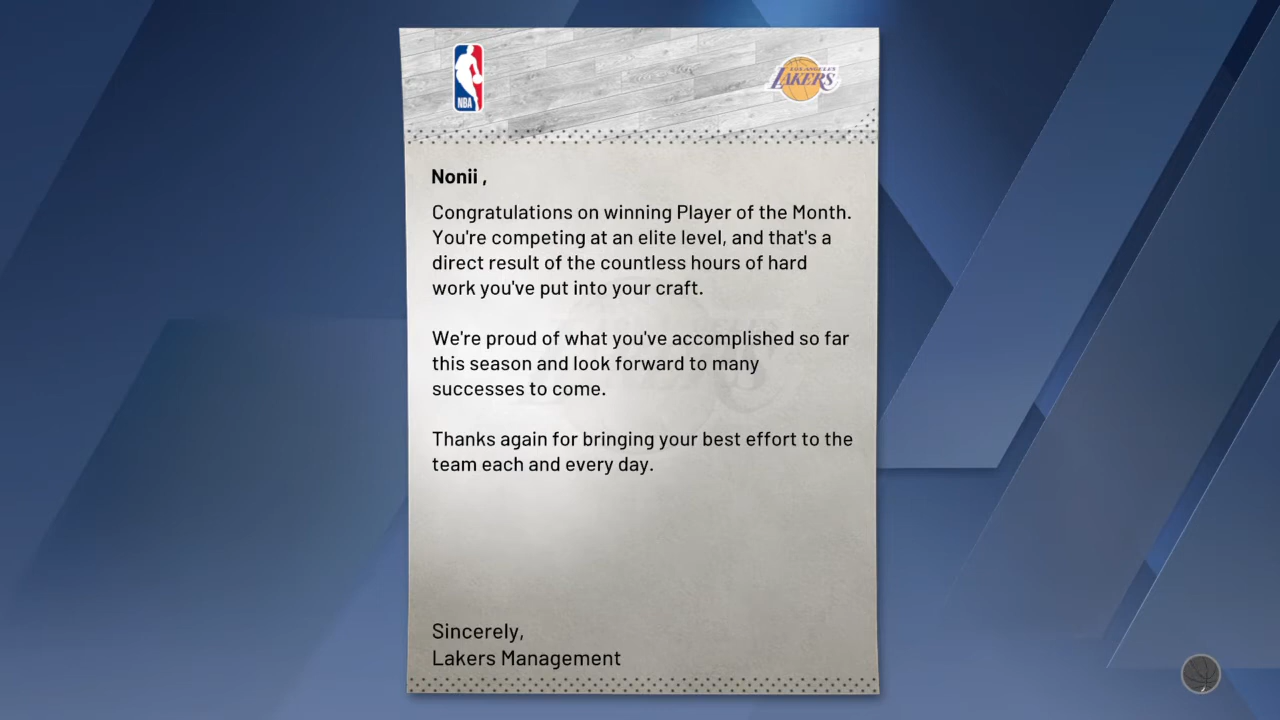 NBA
LOS ANGELES
LAKERS
Nonii ,
Congratulations on winning Player of the Month.
You're competing at an elite level, and that's a
direct result of the countless hours of hard
work you've put into your craft.
We're proud of what you've accomplished so far
this season and look forward to many
successes to come.
Thanks again for bringing your best effort to the
team each and every day.
Sincerely,
Lakers Management